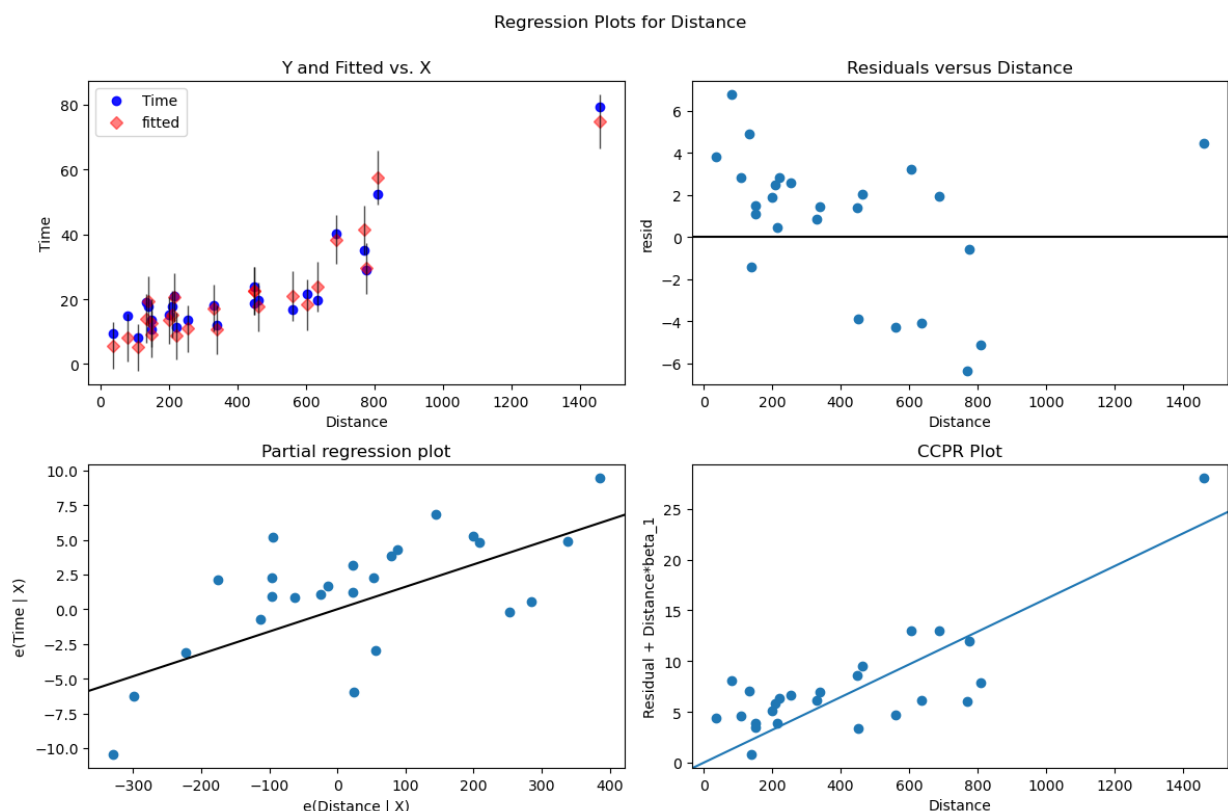 Regression Plots for Distance
Y and Fitted vs. X
Time
fitted
80
60
40
20
0
Time
0 200 400 600 800 1000 1200 1400
Distance
Residuals versus Distance
6
4
2
0
−2
−4
−6
resid
0 200 400 600 800 1000 1200 1400
Distance
Partial regression plot
10.0
7.5
5.0
2.5
0.0
−2.5
−5.0
−7.5
−10.0
e(Time | X)
−300 −200 −100 0 100 200 300 400
e(Distance | X)
CCPR Plot
25
20
15
10
5
0
Residual + Distance*beta_1
0 200 400 600 800 1000 1200 1400
Distance